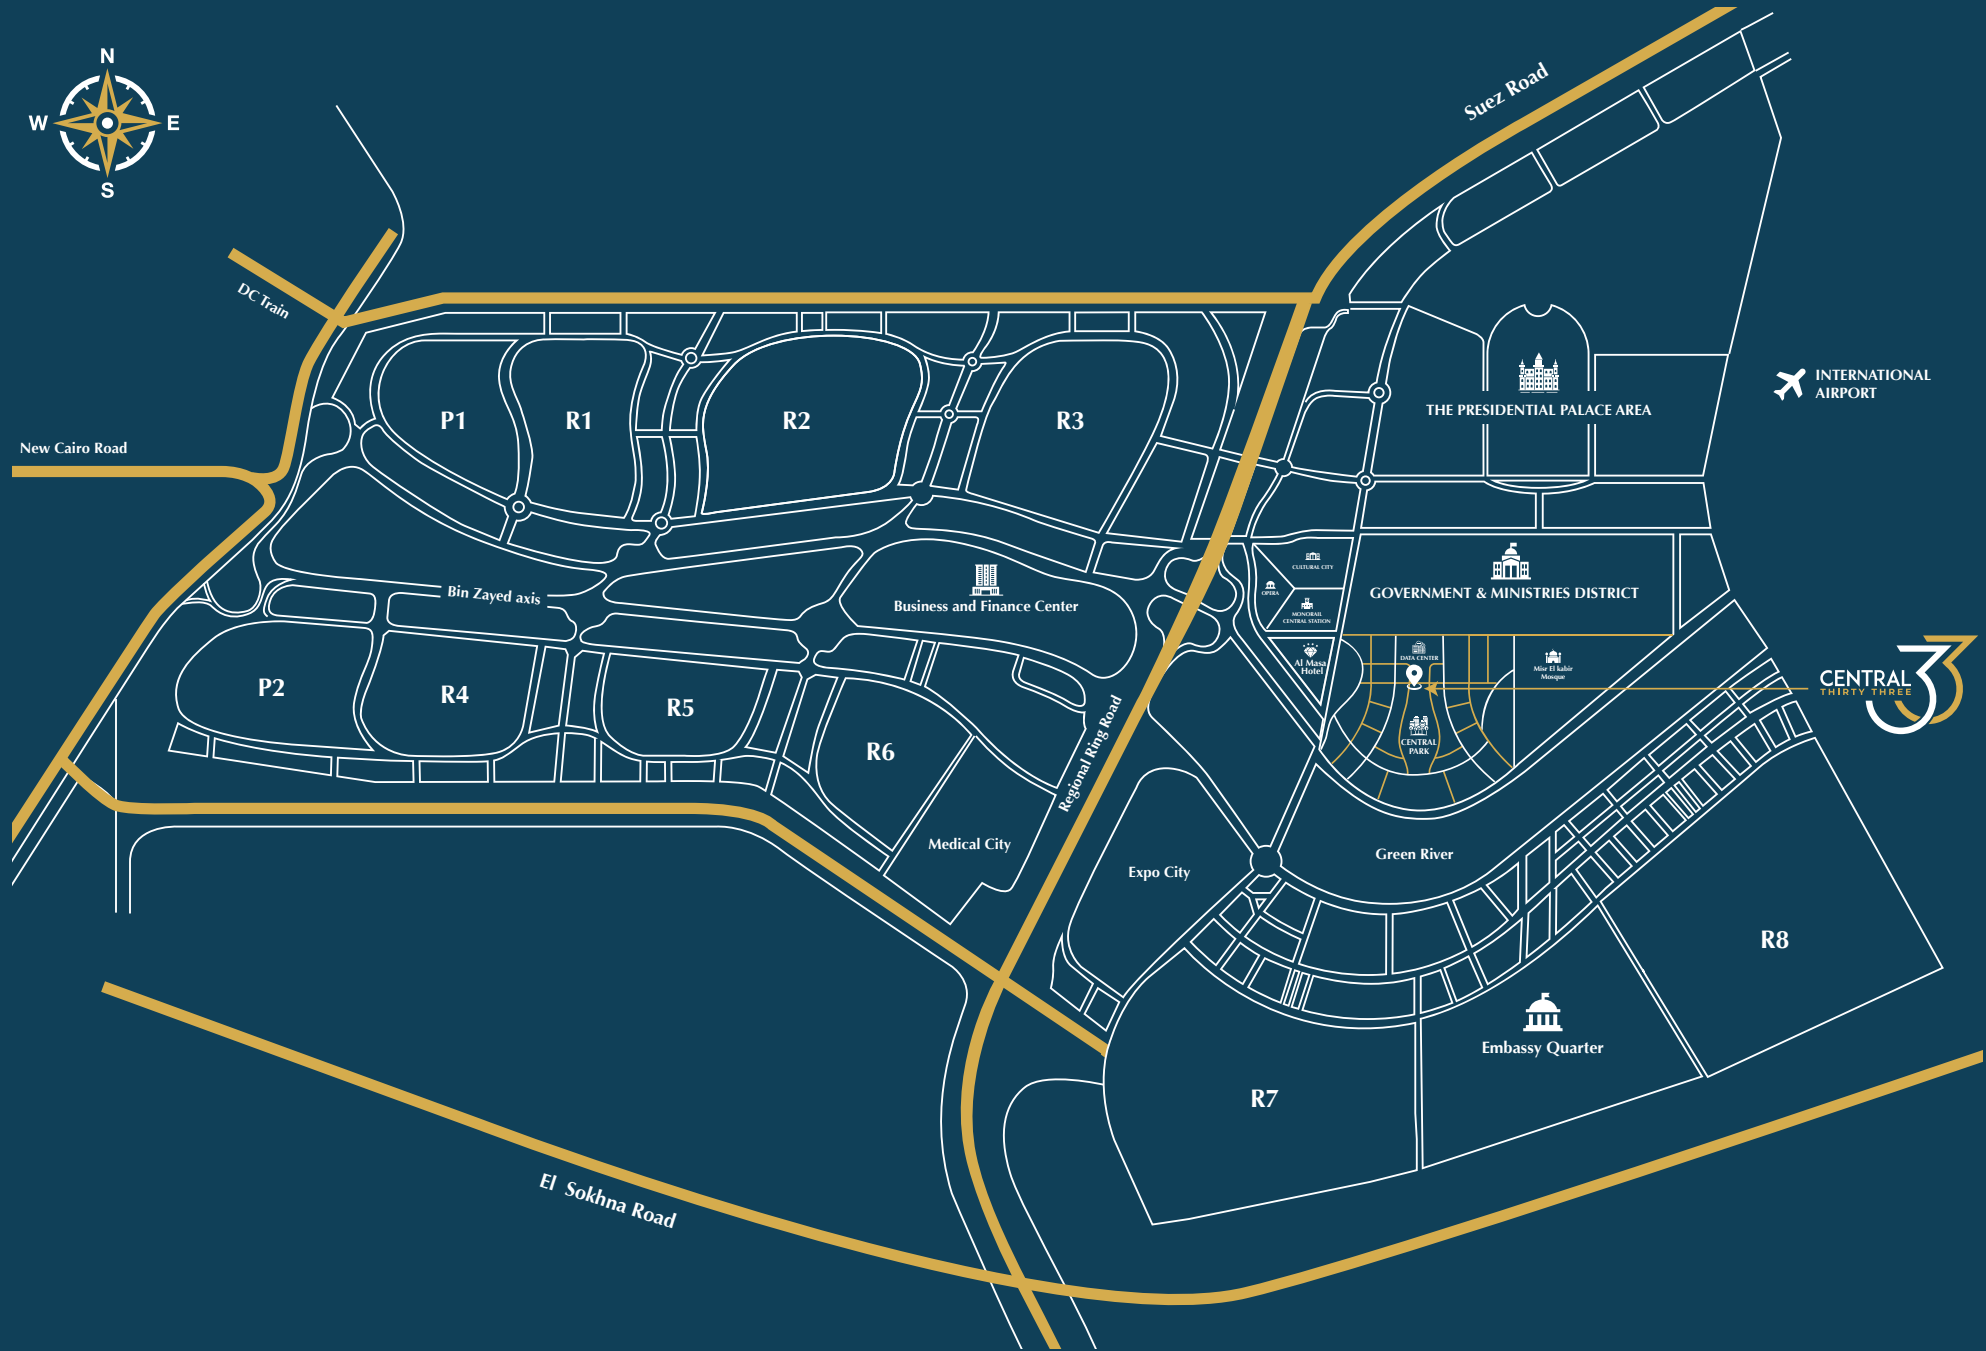 N
W
E
S
Suez Road
DC Train
New Cairo Road
P1
R1
R2
R3
THE PRESIDENTIAL PALACE AREA
INTERNATIONAL
AIRPORT
CULTURAL CITY
OPERA
MONORAIL
CENTRAL STATION
GOVERNMENT & MINISTRIES DISTRICT
Bin Zayed axis
Business and Finance Center
Al Masa
Hotel
DATA CENTER
Misr El kabir
Mosque
CENTRAL
THIRTY THREE
33
P2
R4
R5
R6
CENTRAL
PARK
Regional Ring Road
Medical City
Expo City
Green River
R8
Embassy Quarter
R7
El Sokhna Road